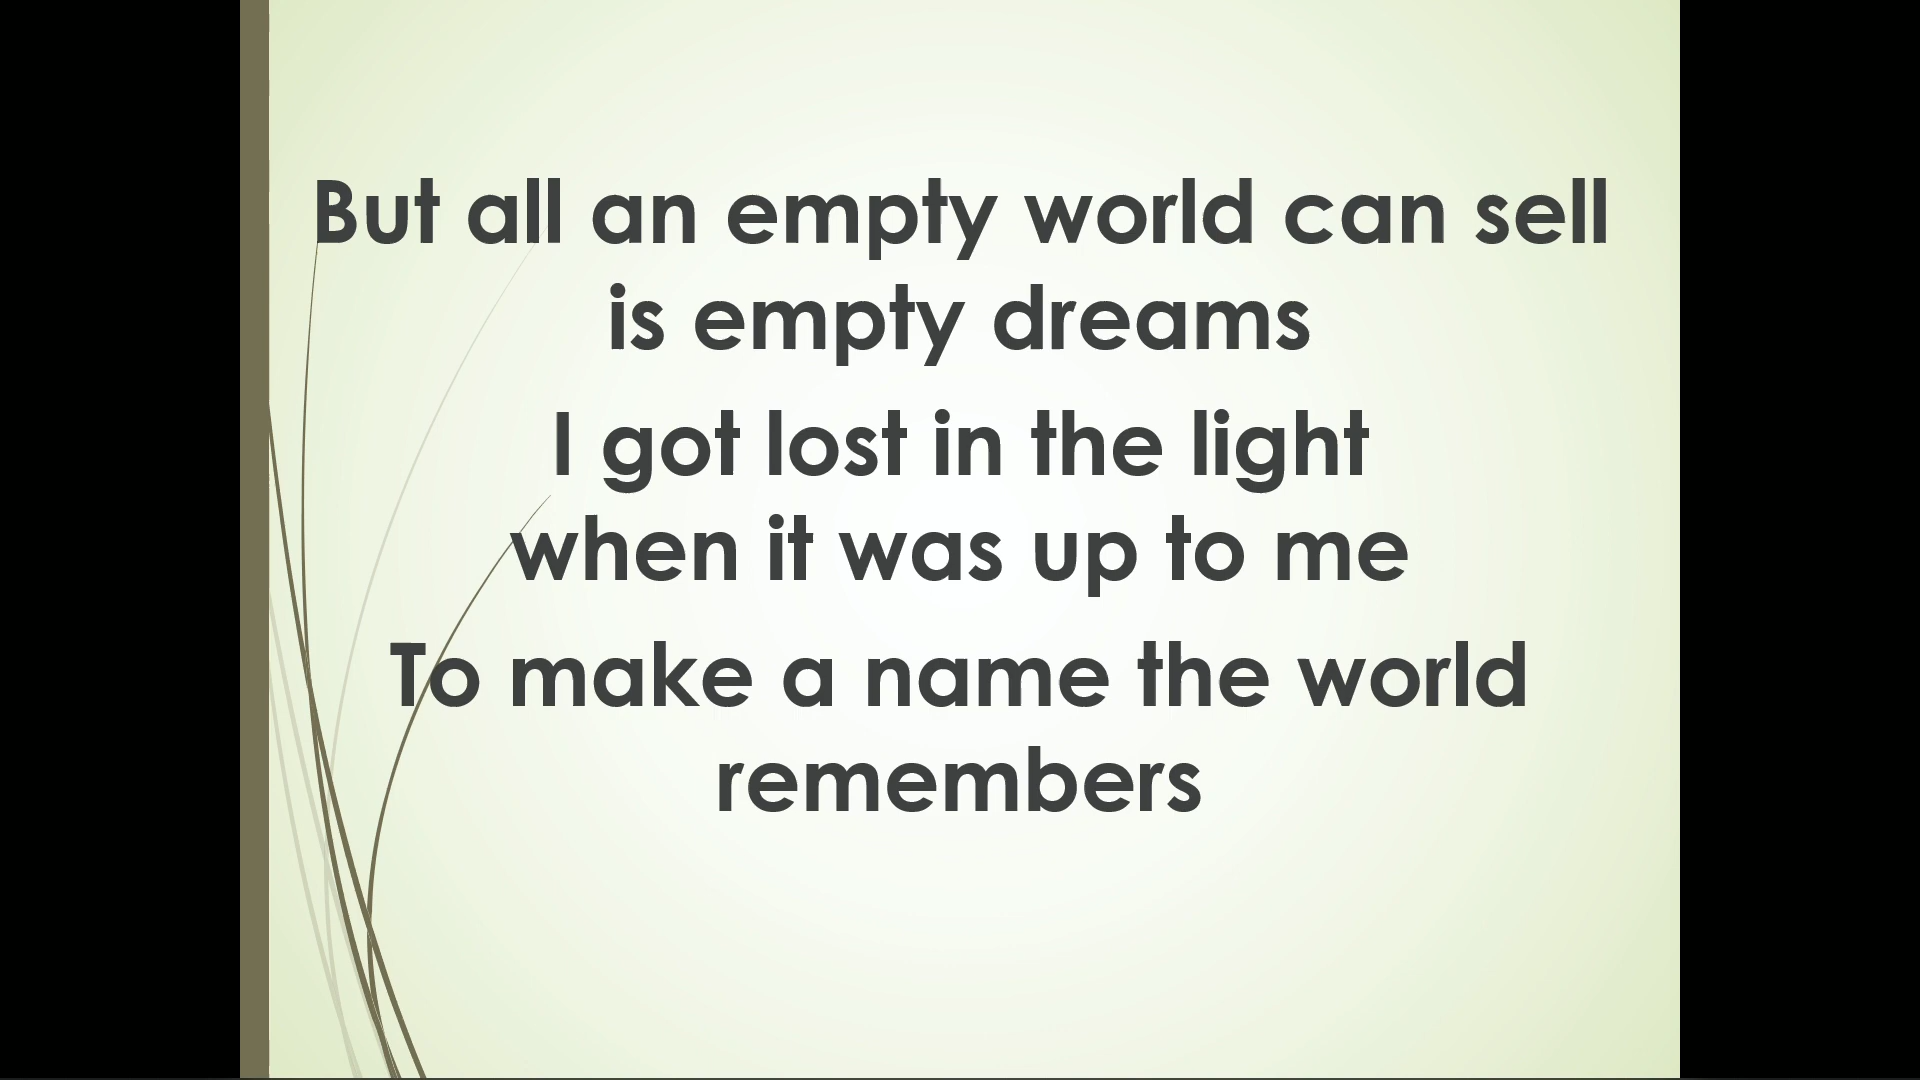 But all an empty world can sell
is empty dreams
I got lost in the light
when it was up to me
To make a name the world
remembers